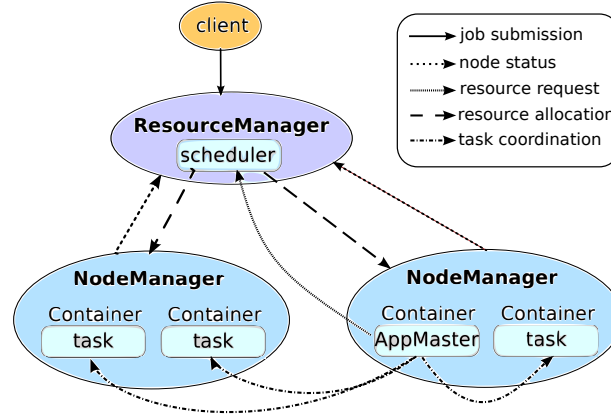 client
job submission
node status
resource request
resource allocation
task coordination
ResourceManager
scheduler
NodeManager
Container Container
task task
NodeManager
Container Container
AppMaster task